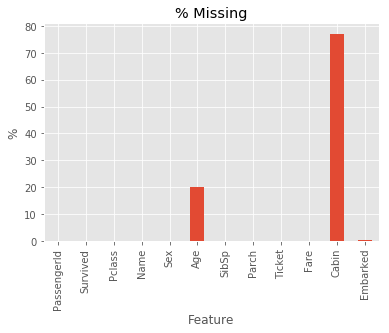 % Missing
80
70
60
50
40
30
20
10
0
%
PassengerId
Survived
Pclass
Name
Sex
Age
SibSp
Parch
Ticket
Fare
Cabin
Embarked
Feature